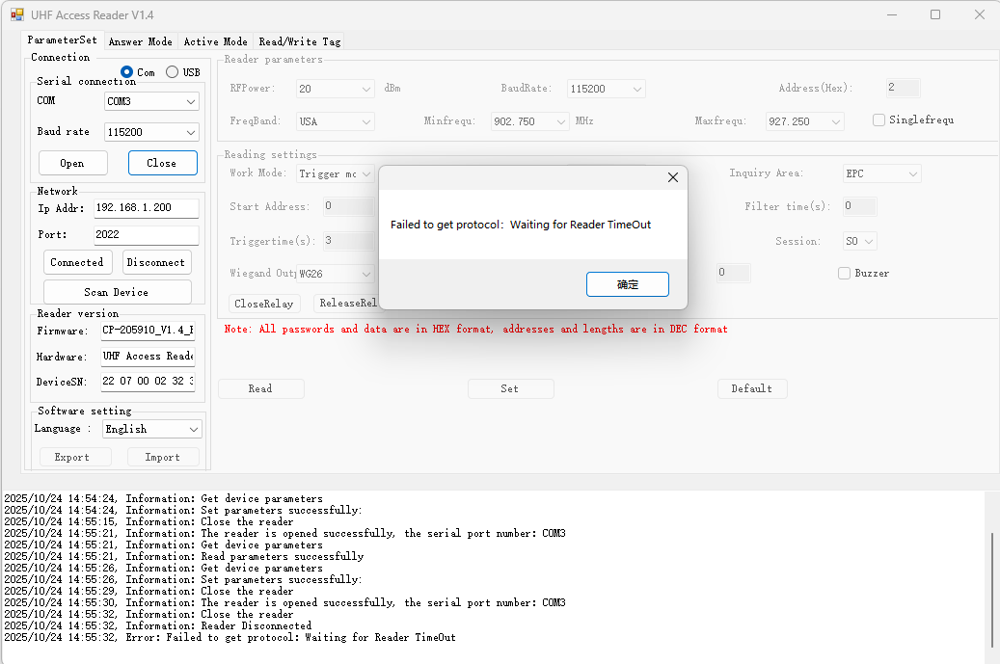 UHF Access Reader V1.4
ParameterSet Answer Mode Active Mode Read/Write Tag
Connection
Com USB
Serial connection
COM COM3
Baud rate 115200
Open Close
Network
Ip Addr: 192.168.1.200
Port: 2022
Connected Disconnect
Scan Device
Reader version
Firmware: CF-205910_V1.4_
Hardware: UHF Access Reade
DeviceSN: 22 07 00 02 32
Software setting
Language : English
Export Import
Reader parameters
RFPower: 20 dBm BaudRate: 115200 Address(Hex): 2
FreqBand: USA Minfrequ: 902.750 MHz Maxfrequ: 927.250 Singlefrequ
Reading settings
Work Mode: Trigger mo Inquiry Area: EPC
Start Address: 0 Filter time(s): 0
Triggertime(s): 3 Session: S0
Wiegand Outp WG26 0 Buzzer
CloseRelay ReleaseRel
Failed to get protocol: Waiting for Reader TimeOut
确定
Note: All passwords and data are in HEX format, addresses and lengths are in DEC format
Read Set Default
2025/10/24 14:54:24, Information: Get device parameters
2025/10/24 14:54:24, Information: Set parameters successfully:
2025/10/24 14:55:15, Information: Close the reader
2025/10/24 14:55:21, Information: The reader is opened successfully, the serial port number: COM3
2025/10/24 14:55:21, Information: Get device parameters
2025/10/24 14:55:21, Information: Read parameters successfully
2025/10/24 14:55:26, Information: Get device parameters
2025/10/24 14:55:26, Information: Set parameters successfully:
2025/10/24 14:55:29, Information: Close the reader
2025/10/24 14:55:30, Information: The reader is opened successfully, the serial port number: COM3
2025/10/24 14:55:32, Information: Close the reader
2025/10/24 14:55:32, Information: Reader Disconnected
2025/10/24 14:55:32, Error: Failed to get protocol: Waiting for Reader TimeOut